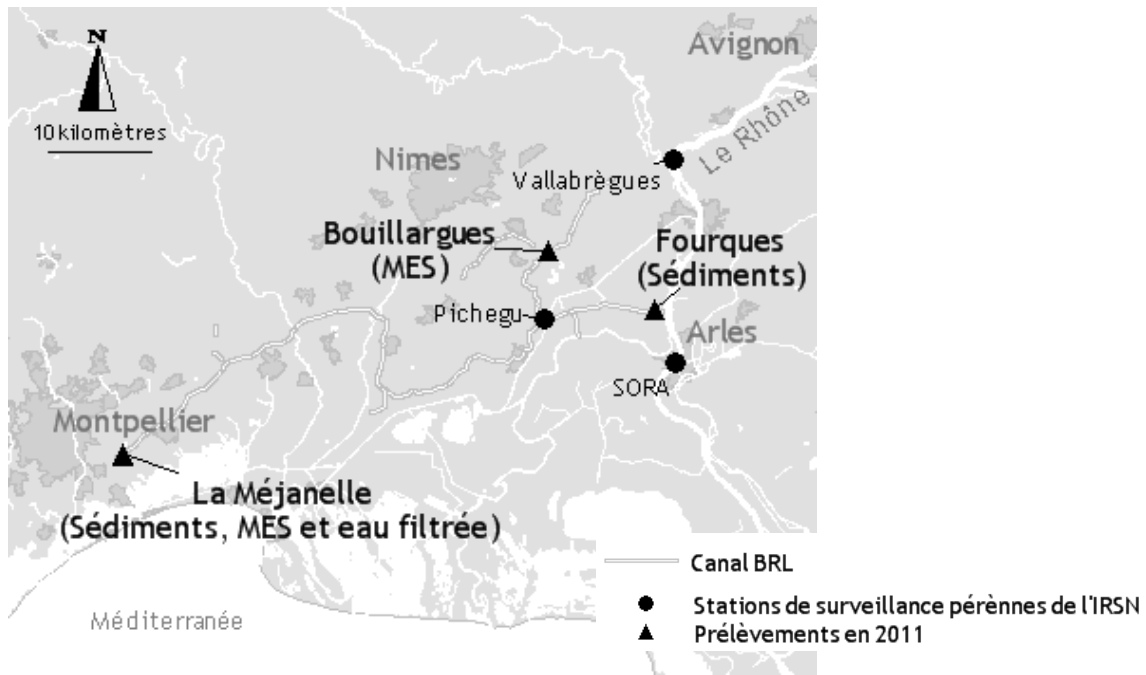 N
10 kilomètres
Avignon
Le Rhône
Nimes
Vallabrègues
Bouillargues
(MES)
Fourques
(Sédiments)
Pichegu
Arles
SORA
Montpellier
La Méjanelle
(Sédiments, MES et eau filtrée)
Méditerranée
Canal BRL
Stations de surveillance pérènnes de l'IRSN
Prélèvements en 2011